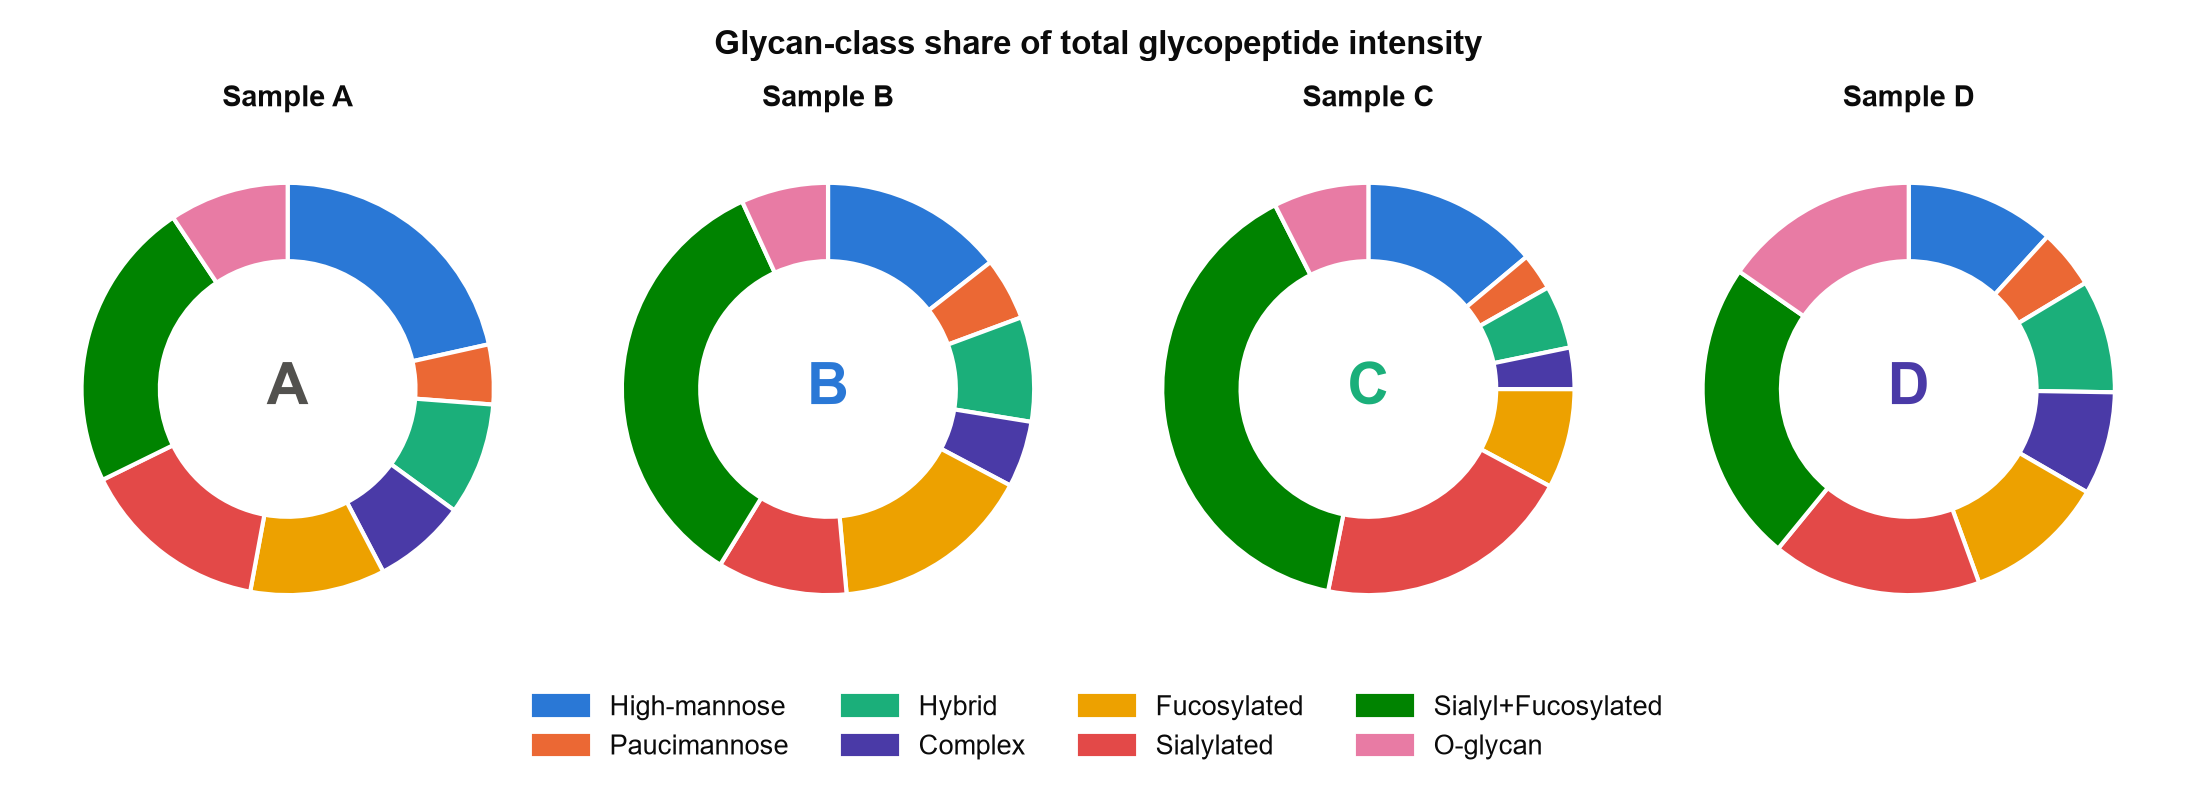 Glycan-class share of total glycopeptide intensity
Sample A
Sample B
Sample C
Sample D
A
B
C
D
High-mannose
Hybrid
Fucosylated
Sialyl+Fucosylated
Paucimannose
Complex
Sialylated
O-glycan